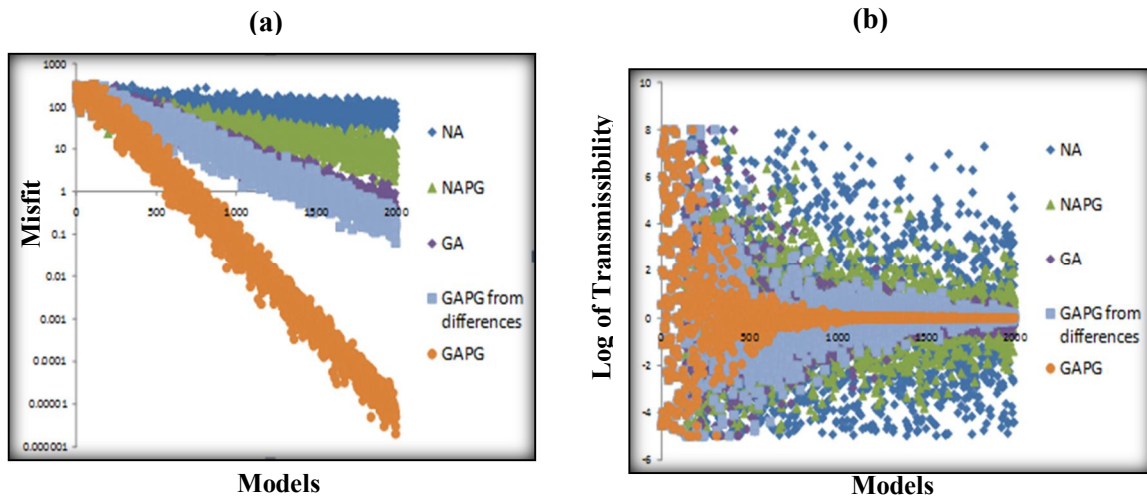 (a)
1000
100
10
1
0.1
0.01
0.001
0.0001
0.00001
0.000001
0
500
1000
1500
2000
Misfit
Models
NA
NAPG
GA
GAPG from
differences
GAPG
(b)
10
8
6
4
2
0
-2
-4
-6
500
1000
1500
2000
Log of Transmissibility
Models
NA
NAPG
GA
GAPG from
differences
GAPG